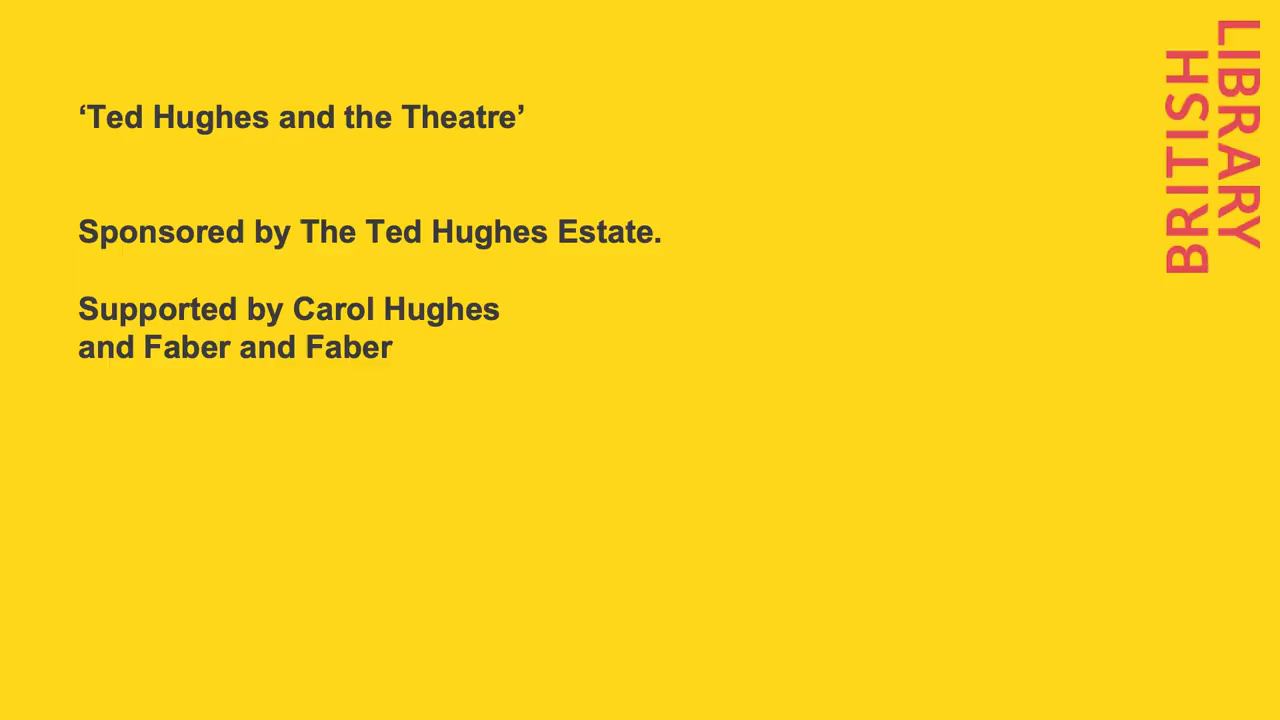 ‘Ted Hughes and the Theatre’
Sponsored by The Ted Hughes Estate.
Supported by Carol Hughes
and Faber and Faber
BRITISH
LIBRARY